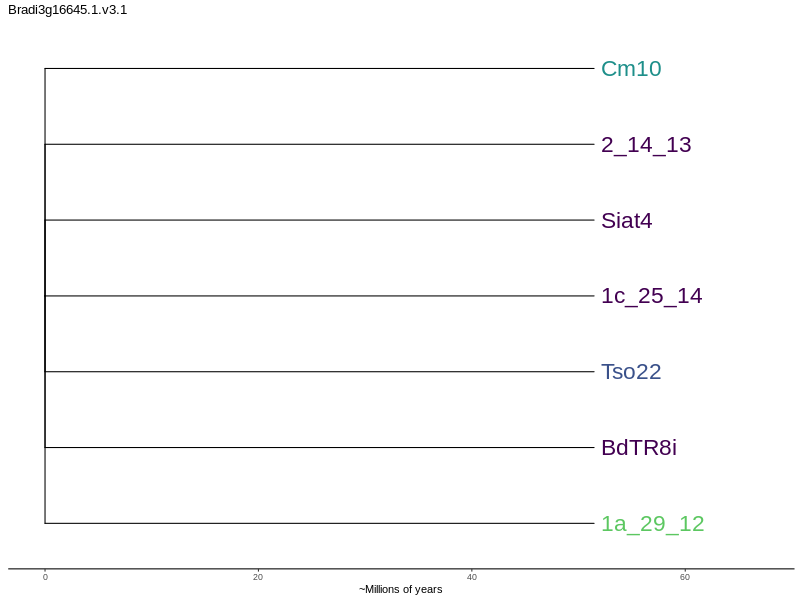 Bradi3g16645.1.v3.1
Cm10
2_14_13
Siat4
1c_25_14
Tso22
BdTR8i
1a_29_12
0 20 40 60
~Millions of years